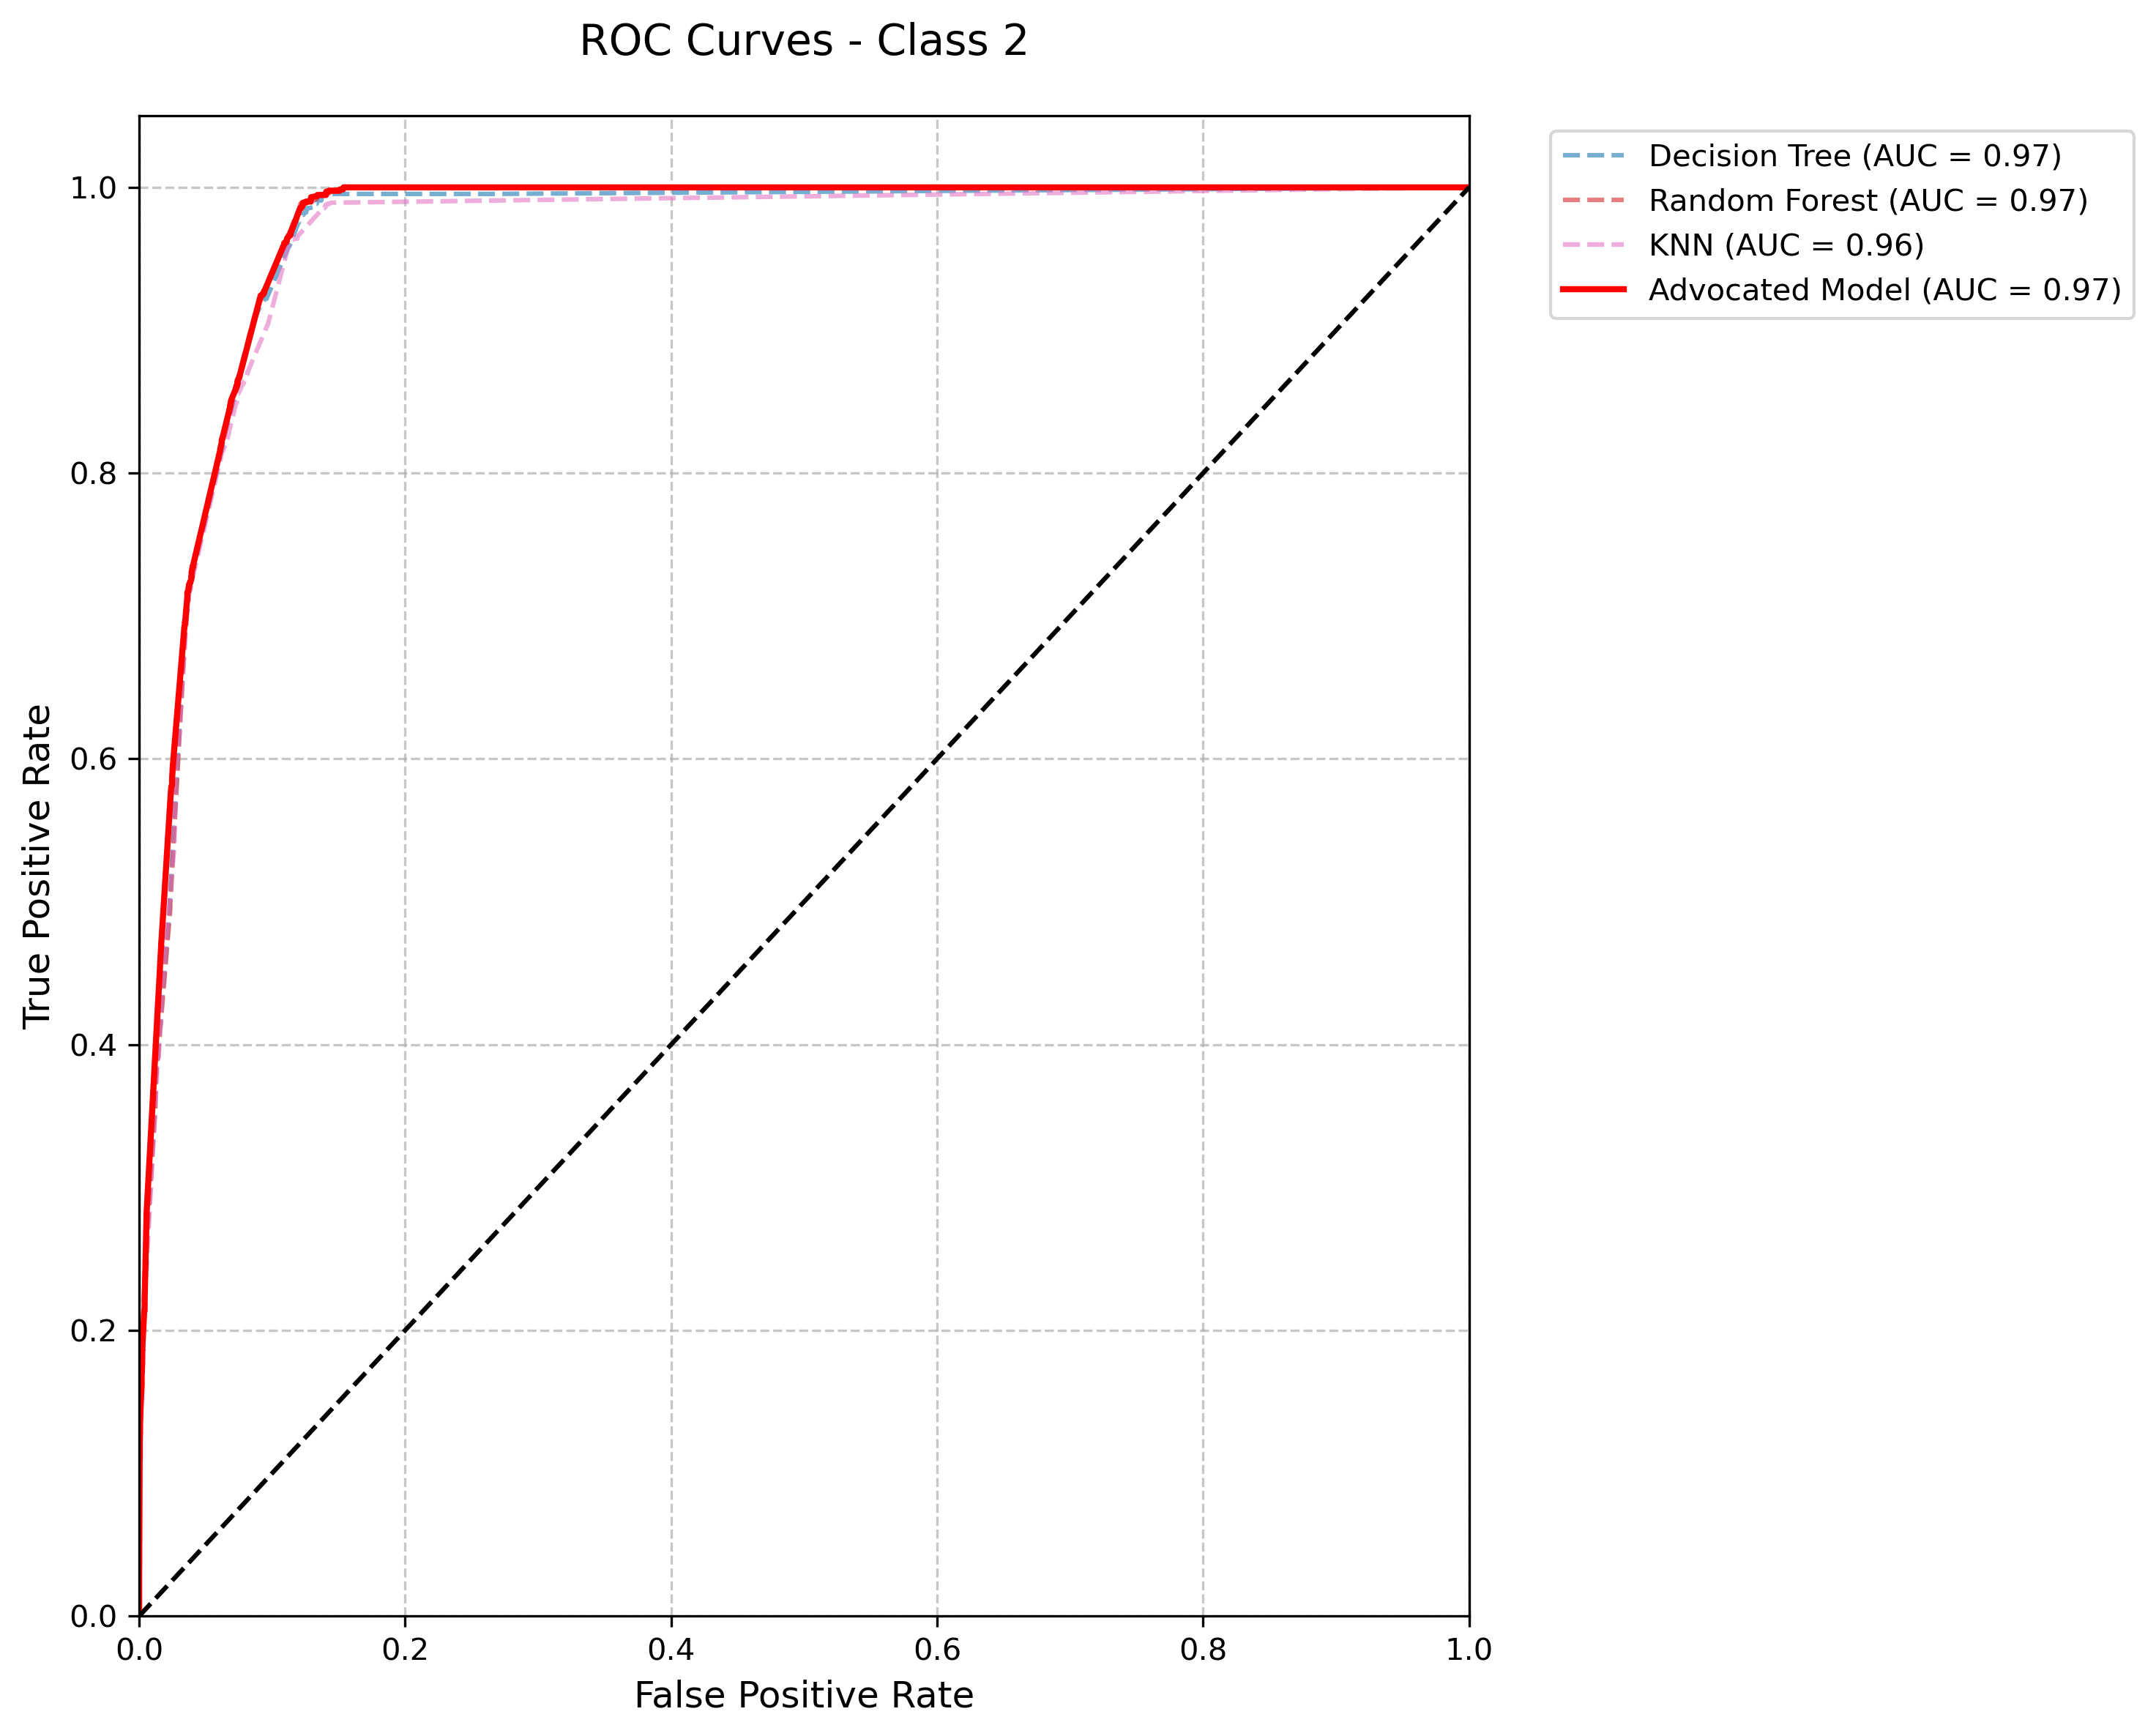 ROC Curves - Class 2
Decision Tree (AUC = 0.97)
Random Forest (AUC = 0.97)
KNN (AUC = 0.96)
Advocated Model (AUC = 0.97)
True Positive Rate
1.0
0.8
0.6
0.4
0.2
0.0
0.0 0.2 0.4 0.6 0.8 1.0
False Positive Rate